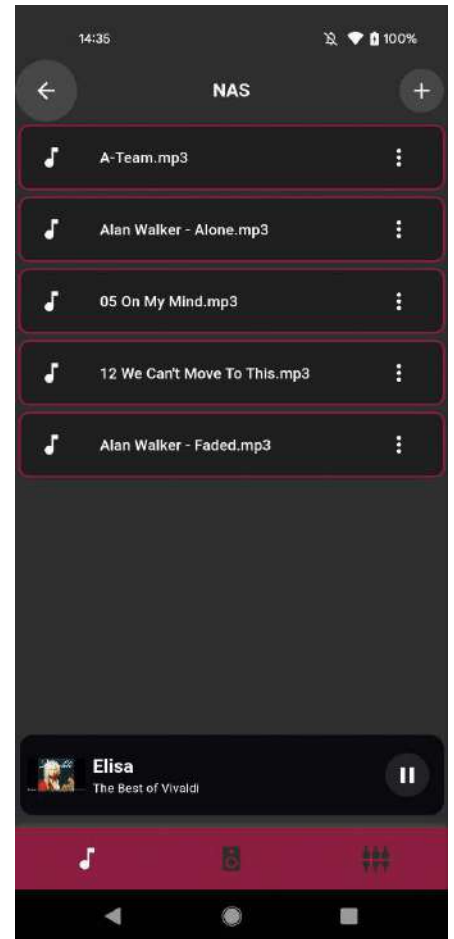 14:35
100%
NAS
A-Team.mp3
Alan Walker - Alone.mp3
05 On My Mind.mp3
12 We Can't Move To This.mp3
Alan Walker - Faded.mp3
Elisa
The Best of Vivaldi